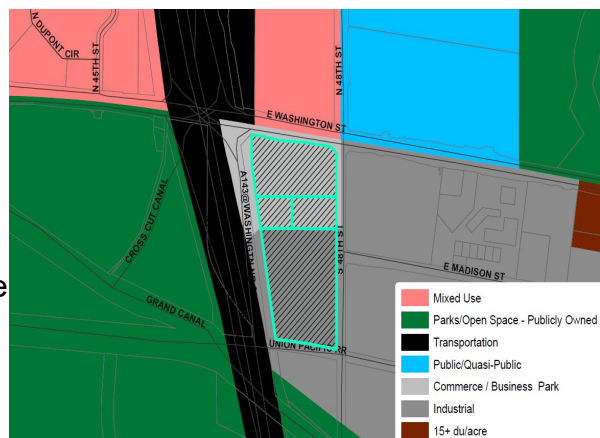 N DUPONT CIR
N 45TH ST
N 48TH ST
E WASHINGTON ST
CROSS CUT CANAL
A143@WASHINGTON
S 48TH ST
E MADISON ST
GRAND CANAL
UNION PACIFIC RR
e
Mixed Use
Parks/Open Space - Publicly Owned
Transportation
Public/Quasi-Public
Commerce / Business Park
Industrial
15+ du/acre